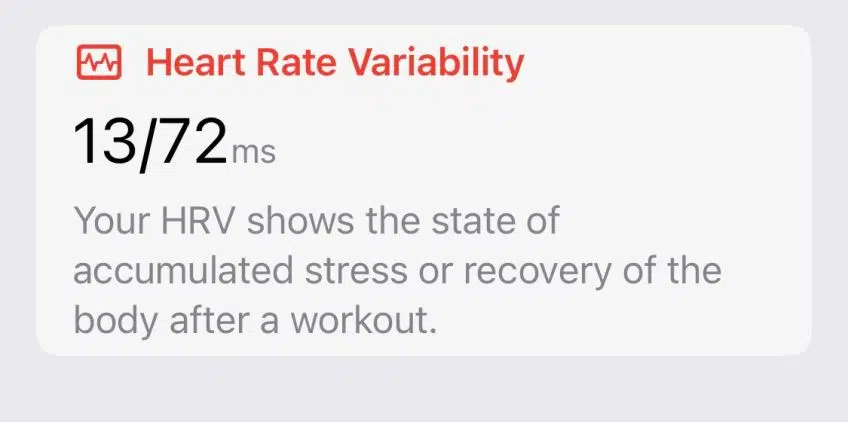 Heart Rate Variability
13/72ms
Your HRV shows the state of
accumulated stress or recovery of the
body after a workout.